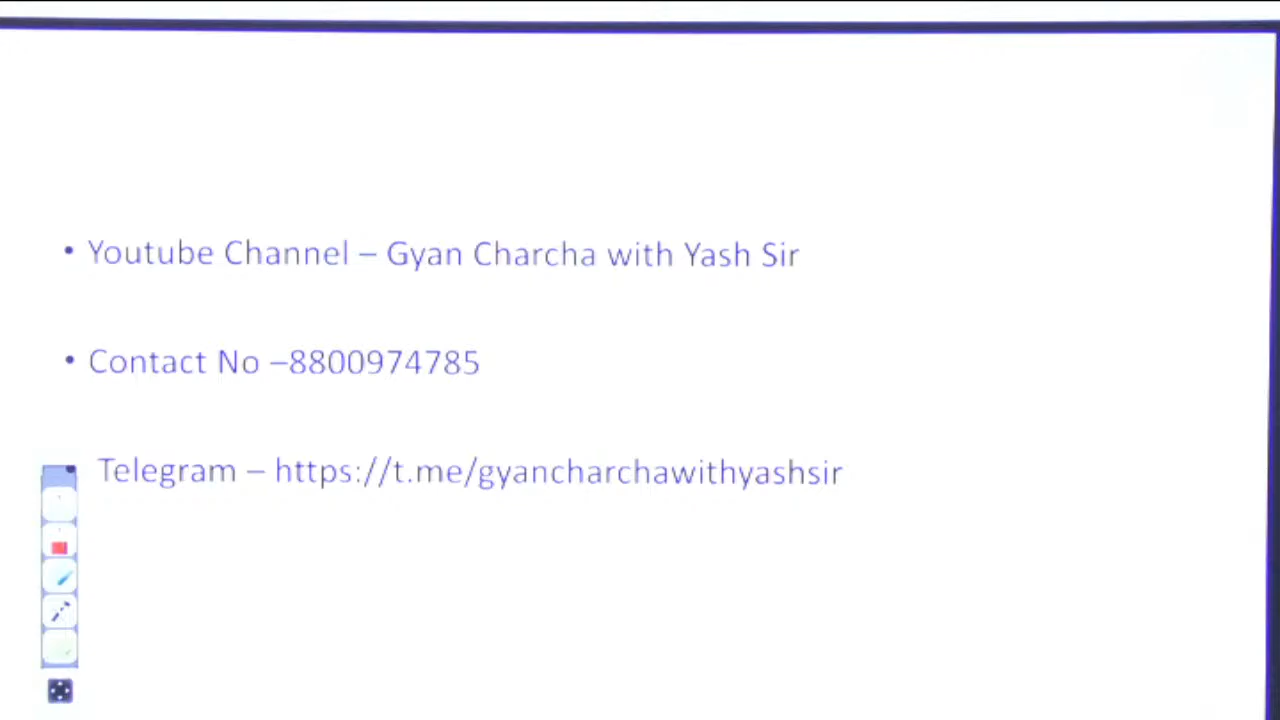 • Youtube Channel – Gyan Charcha with Yash Sir
• Contact No –8800974785
Telegram – https://t.me/gyancharchawithyashsir